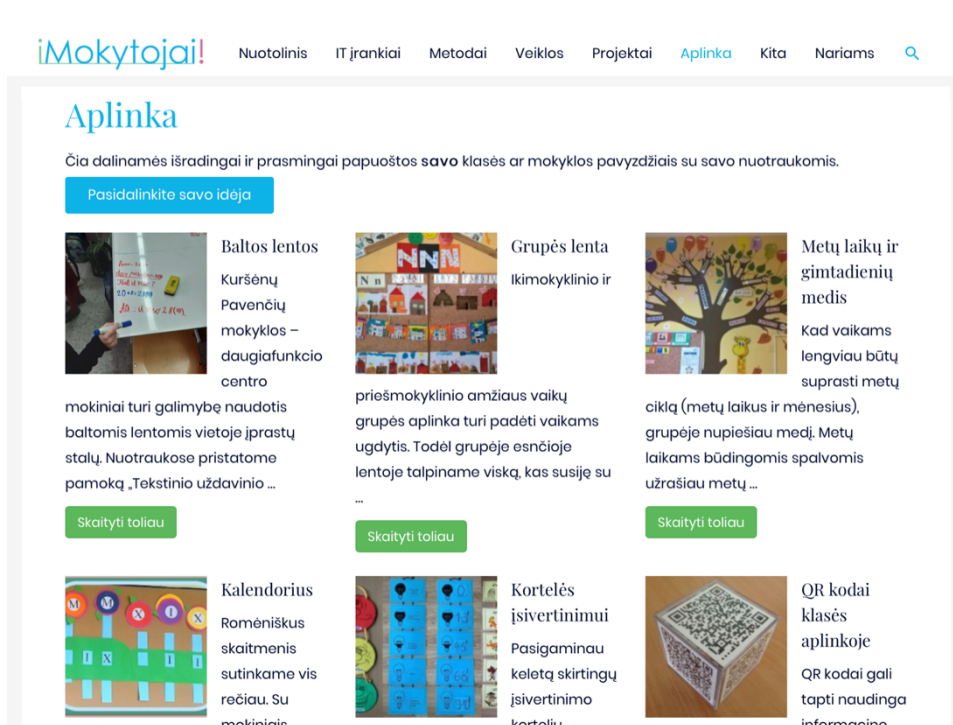 iMokytojai!
Nuotolinis IT įrankiai Metodai Veiklos Projektai Aplinka Kita Nariams
Aplinka
Čia dalinamės išradingai ir prasmingai papuoštos savo klasės ar mokyklos pavyzdžiais su savo nuotraukomis.
Pasidalinkite savo idėja
Baltos lentos
Kuršėnų
Pavenčių
mokyklos –
daugiafunkcio
centro
mokiniai turi galimybę naudotis
baltomis lentomis vietoje įprastų
stalų. Nuotraukose pristatome
pamoką „Tekstinio uždavinio ...
Skaityti toliau
NNN
N n
Grupės lenta
Ikimokyklinio ir
priešmokyklinio amžiaus vaikų
grupės aplinka turi padėti vaikams
ugdytis. Todėl grupėje esnčioje
lentoje talpiname viską, kas susiję su
...
Skaityti toliau
Metų laikų ir
gimtadienių
medis
Kad vaikams
lengviau būtų
suprasti metų
ciklą (metų laikus ir mėnesius),
grupėje nupiešiau medį. Metų
laikams būdingomis spalvomis
užrašiau metų ...
Skaityti toliau
M M X I X
I X I I
Kalendorius
Romėniškus
skaitmenis
sutinkame vis
rečiau. Su
mokiniais
Kortelės
įsivertinimui
Pasigaminau
keletą skirtingų
įsivertinimo
kortelių
QR kodai
klasės
aplinkoje
QR kodai gali
tapti naudinga
informacine